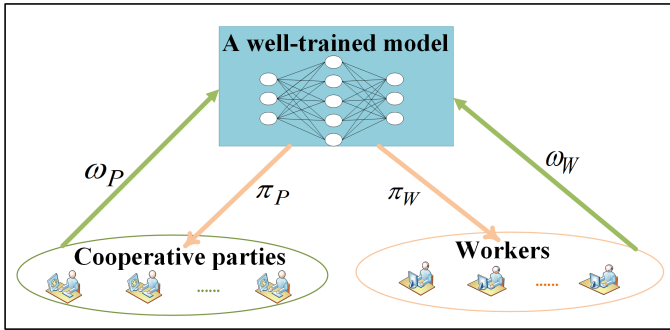 A well-trained model
ω_P
π_P
π_W
ω_W
Cooperative parties
......
Workers
......